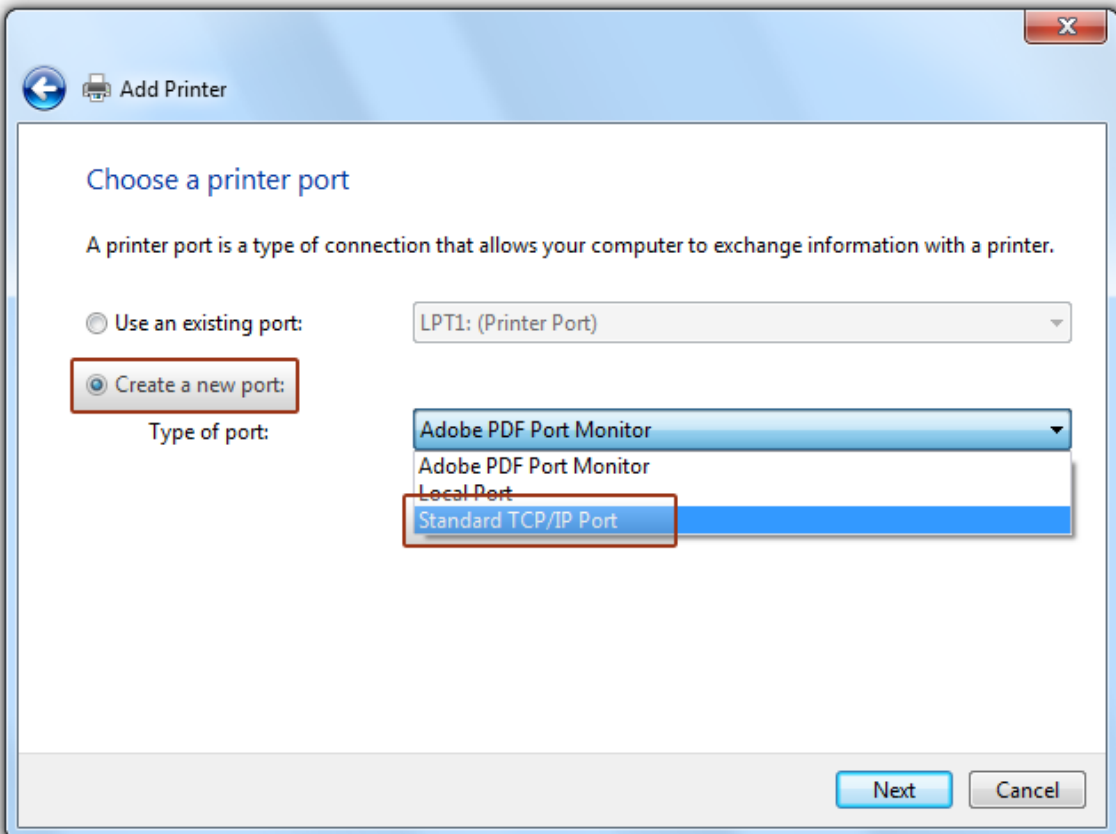 Add Printer
Choose a printer port
A printer port is a type of connection that allows your computer to exchange information with a printer.
Use an existing port:
LPT1: (Printer Port)
Create a new port:
Type of port:
Adobe PDF Port Monitor
Adobe PDF Port Monitor
Local Port
Standard TCP/IP Port
Next
Cancel